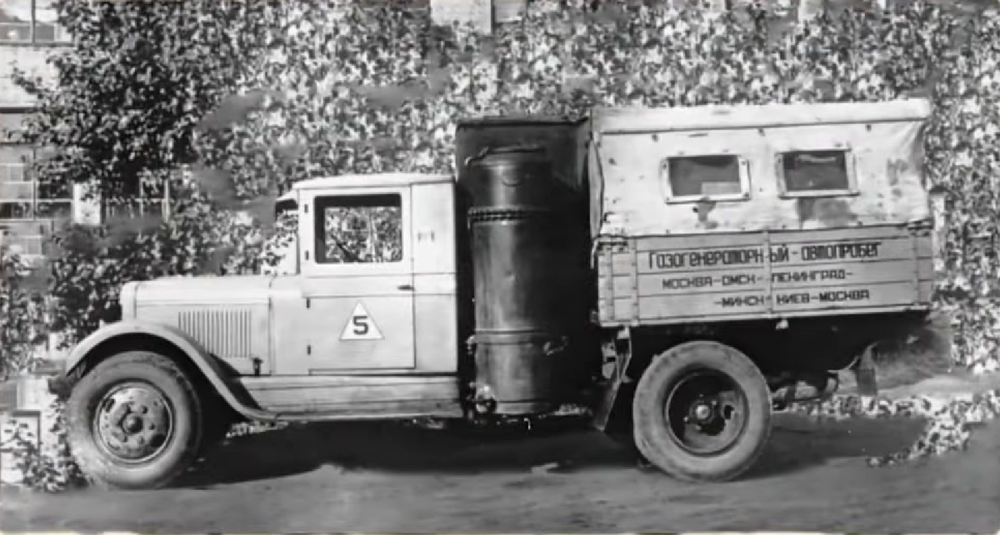 5
Газогенераторный-автопробег
МОСКВА-ОМСК-ЛЕНИНГРАД-
-МИНСК-КИЕВ-МОСКВА